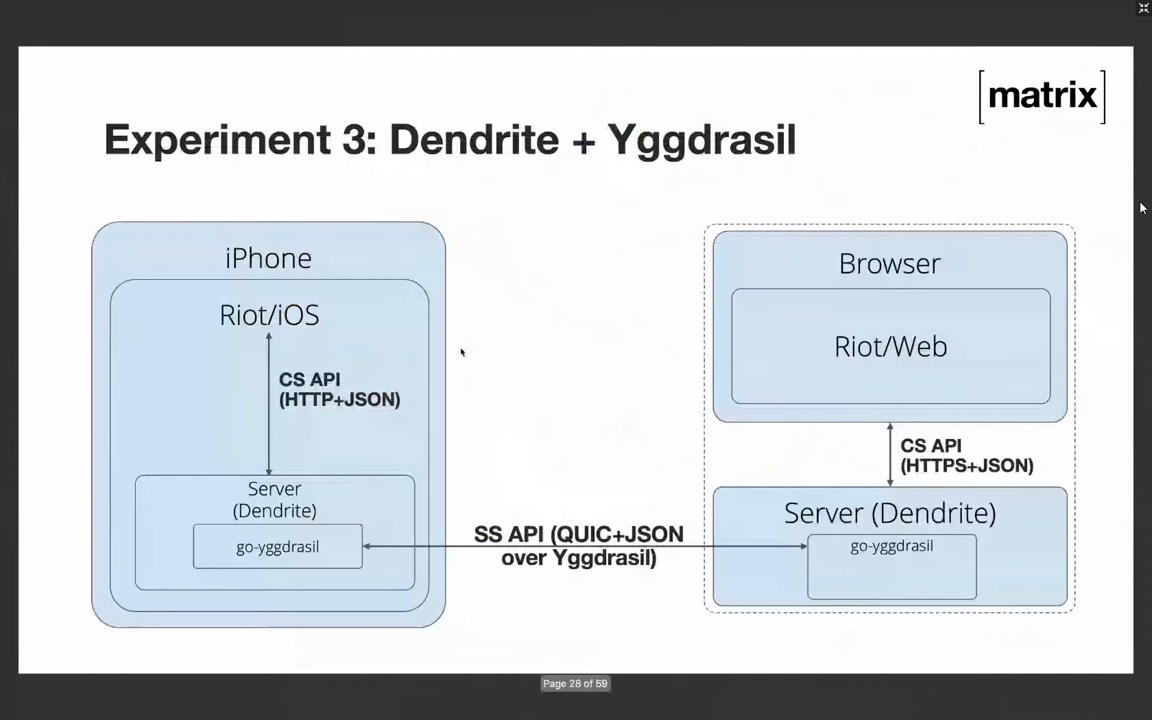 [matrix]
Experiment 3: Dendrite + Yggdrasil
iPhone
Riot/iOS
CS API
(HTTP+JSON)
Server
(Dendrite)
go-yggdrasil
SS API (QUIC+JSON
over Yggdrasil)
Browser
Riot/Web
CS API
(HTTPS+JSON)
Server (Dendrite)
go-yggdrasil
Page 28 of 59